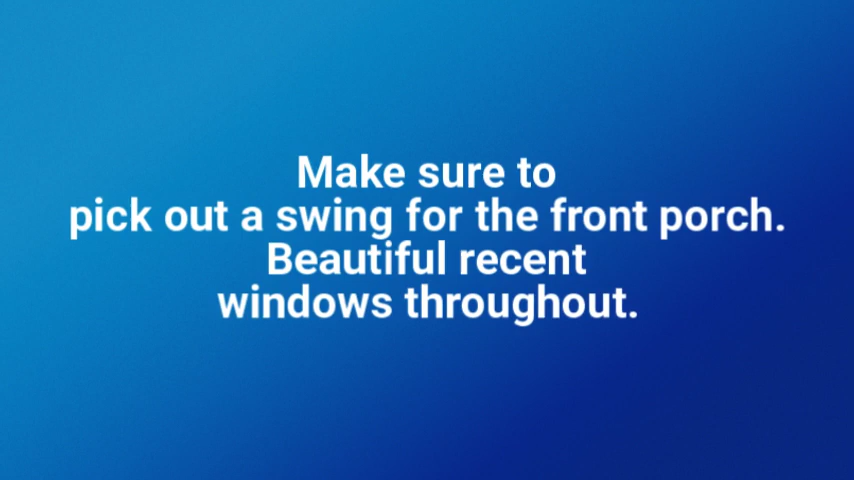 Make sure to
pick out a swing for the front porch.
Beautiful recent
windows throughout.